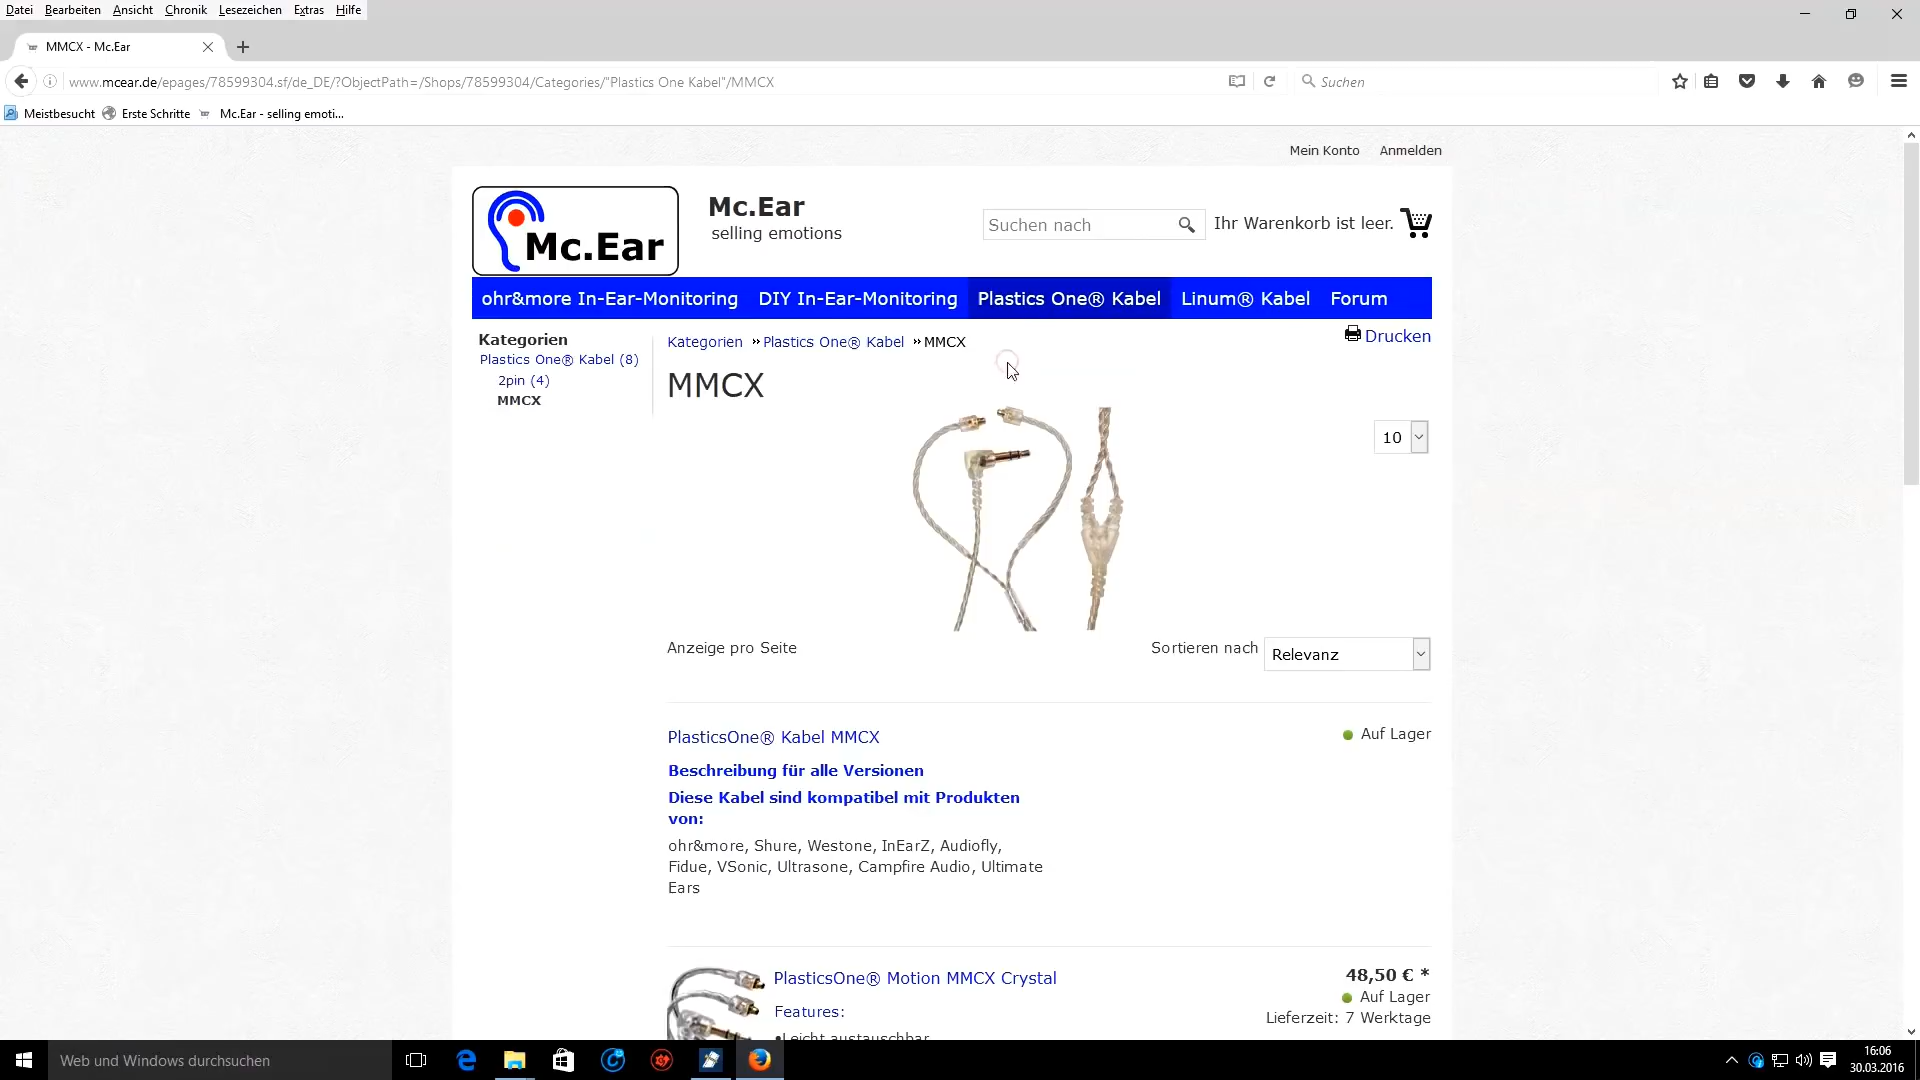 Datei Bearbeiten Ansicht Chronik Lesezeichen Extras Hilfe
MMCX - Mc.Ear
www.mcear.de/epages/78599304.sf/de_DE/?ObjectPath=/Shops/78599304/Categories/"Plastics One Kabel"/MMCX
Suchen
Meistbesucht Erste Schritte Mc.Ear - selling emoti...
Mein Konto Anmelden
Mc.Ear
Mc.Ear
selling emotions
Suchen nach
Ihr Warenkorb ist leer.
ohr&more In-Ear-Monitoring DIY In-Ear-Monitoring Plastics One® Kabel Linum® Kabel Forum
Kategorien
Plastics One® Kabel (8)
2pin (4)
MMCX
Kategorien » Plastics One® Kabel » MMCX
Drucken
MMCX
10
Anzeige pro Seite
Sortieren nach Relevanz
PlasticsOne® Kabel MMCX
Auf Lager
Beschreibung für alle Versionen
Diese Kabel sind kompatibel mit Produkten
von:
ohr&more, Shure, Westone, InEarZ, Audiofly,
Fidue, VSonic, Ultrasone, Campfire Audio, Ultimate
Ears
PlasticsOne® Motion MMCX Crystal
48,50 € *
Auf Lager
Lieferzeit: 7 Werktage
Features:
•Leicht austauschbar
Web und Windows durchsuchen
16:06
30.03.2016